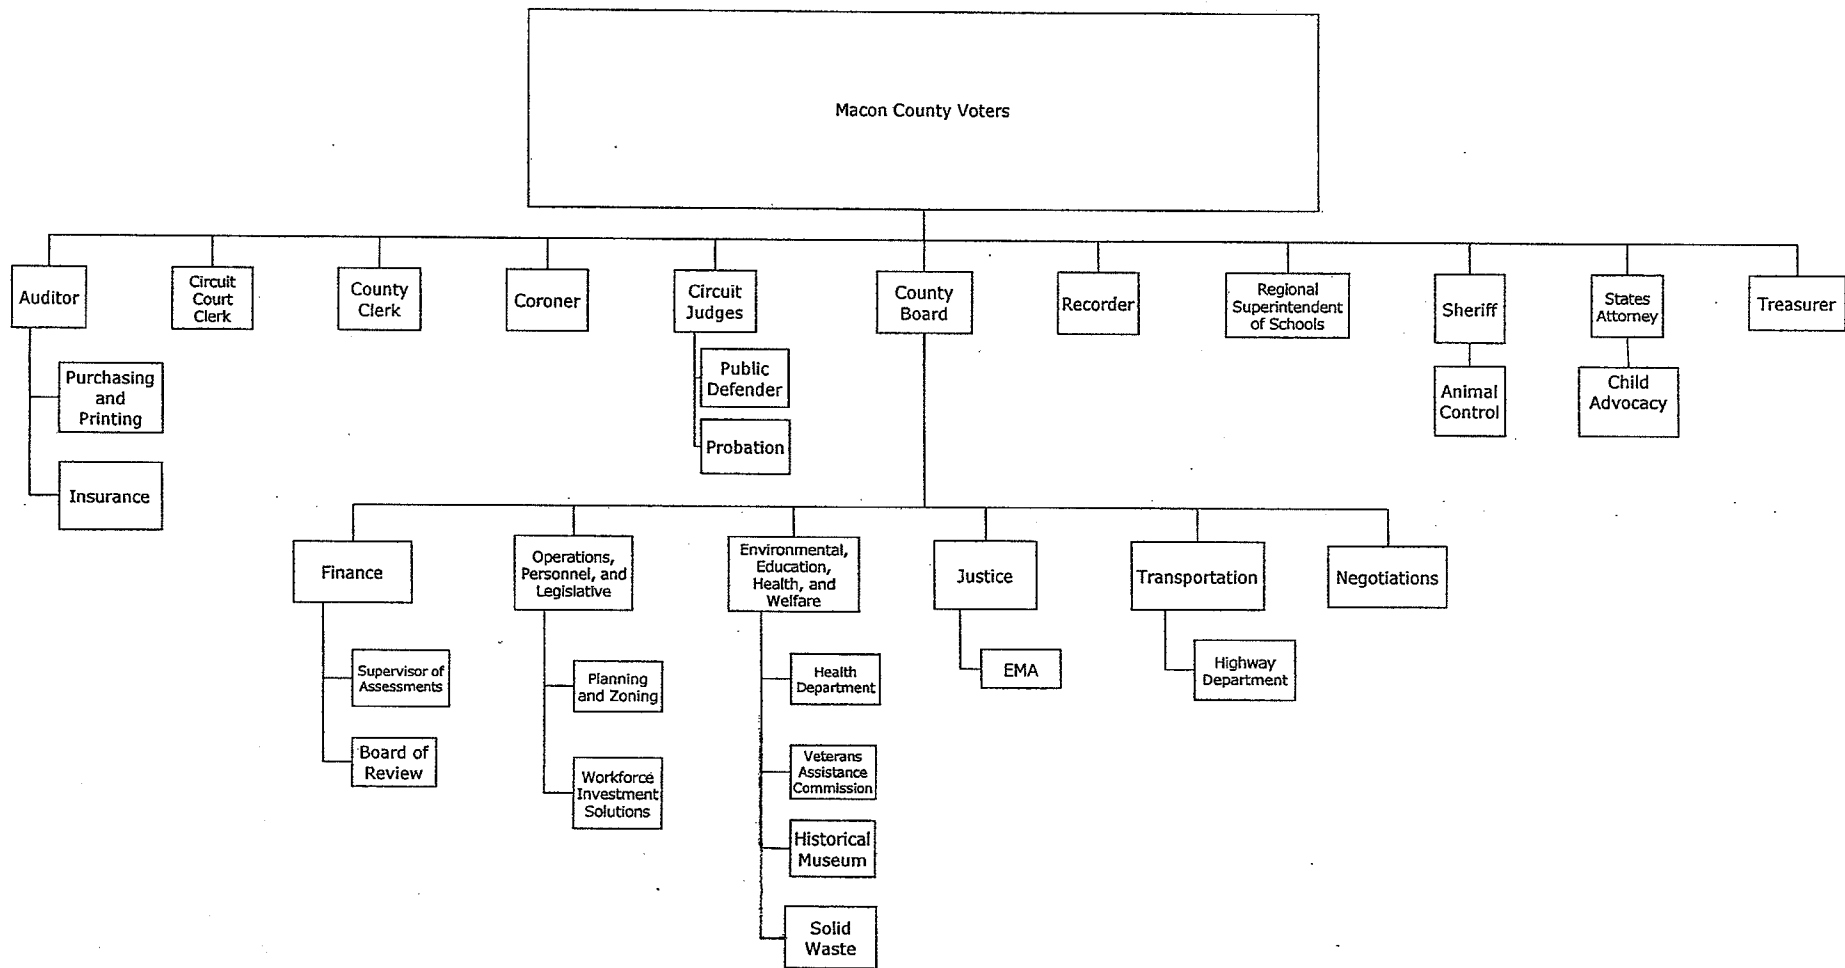 Macon County Voters
Auditor
Circuit
Court
Clerk
County
Clerk
Coroner
Circuit
Judges
County
Board
Recorder
Regional
Superintendent
of Schools
Sheriff
States
Attorney
Treasurer
Purchasing
and
Printing
Insurance
Public
Defender
Probation
Animal
Control
Child
Advocacy
Finance
Operations,
Personnel, and
Legislative
Environmental,
Education,
Health, and
Welfare
Justice
Transportation
Negotiations
Supervisor of
Assessments
Board of
Review
Planning
and Zoning
Workforce
Investment
Solutions
Health
Department
Veterans
Assistance
Commission
Historical
Museum
Solid
Waste
EMA
Highway
Department